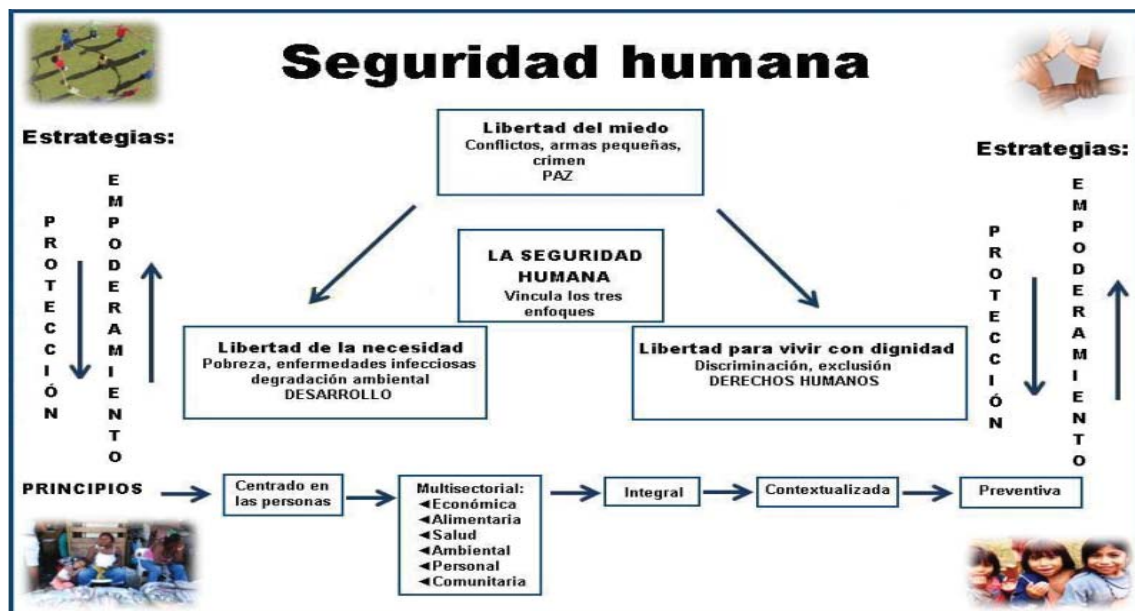 Seguridad humana
Estrategias:
PROTECCIÓN
EMPODERAMIENTO
Libertad del miedo
Conflictos, armas pequeñas,
crimen
PAZ
LA SEGURIDAD
HUMANA
Vincula los tres
enfoques
Libertad de la necesidad
Pobreza, enfermedades infecciosas
degradación ambiental
DESARROLLO
Libertad para vivir con dignidad
Discriminación, exclusión
DERECHOS HUMANOS
Estrategias:
PROTECCIÓN
EMPODERAMIENTO
PRINCIPIOS
Centrado en
las personas
Multisectorial:
◄Económica
◄Alimentaria
◄Salud
◄Ambiental
◄Personal
◄Comunitaria
Integral
Contextualizada
Preventiva